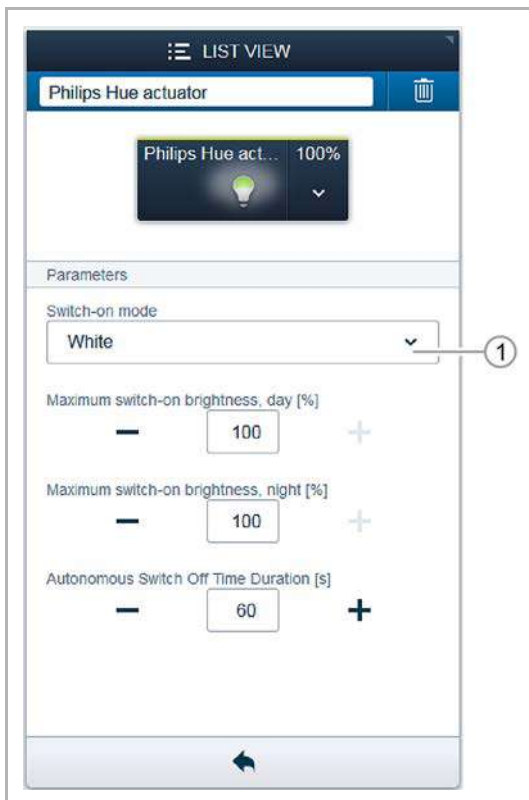 LIST VIEW
Philips Hue actuator
Philips Hue act... 100%
Parameters
Switch-on mode
White
1
Maximum switch-on brightness, day [%]
100
Maximum switch-on brightness, night [%]
100
Autonomous Switch Off Time Duration [s]
60